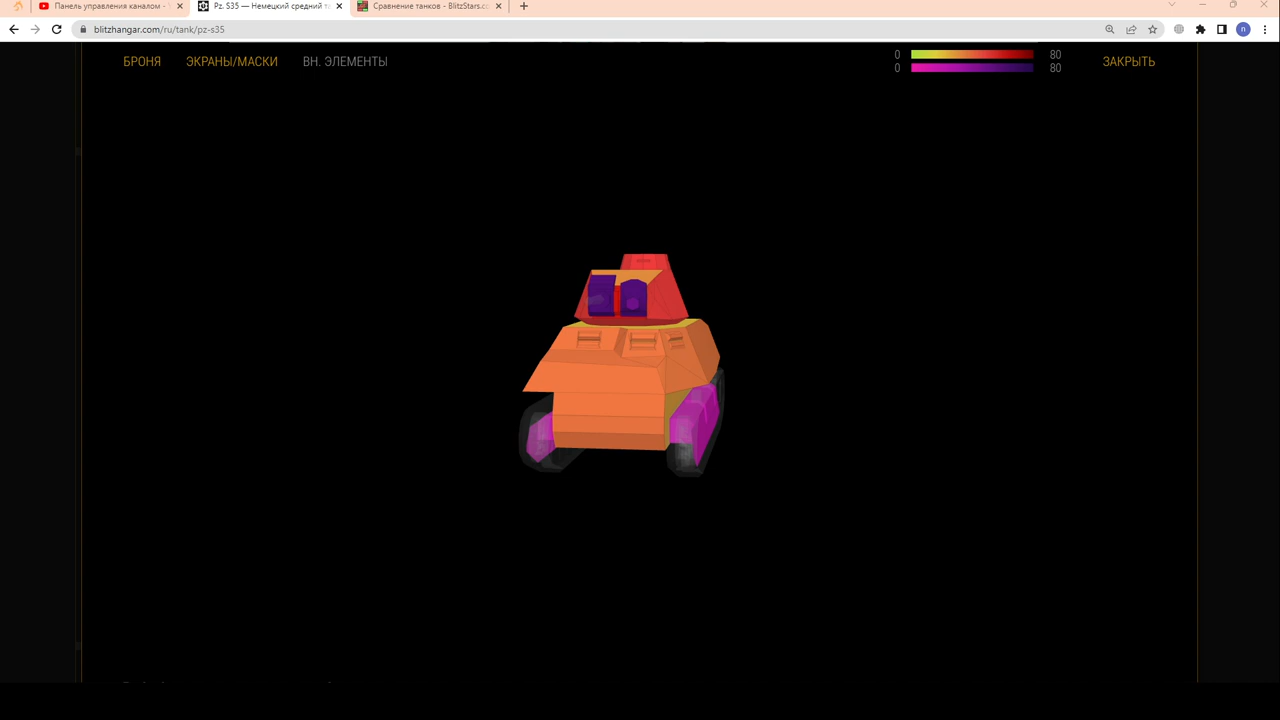 Панель управления каналом -
Pz. S35 — Немецкий средний т
Сравнение танков - BlitzStars.c
blitzhangar.com/ru/tank/pz-s35
n
БРОНЯ
ЭКРАНЫ/МАСКИ
ВН. ЭЛЕМЕНТЫ
0
80
0
80
ЗАКРЫТЬ